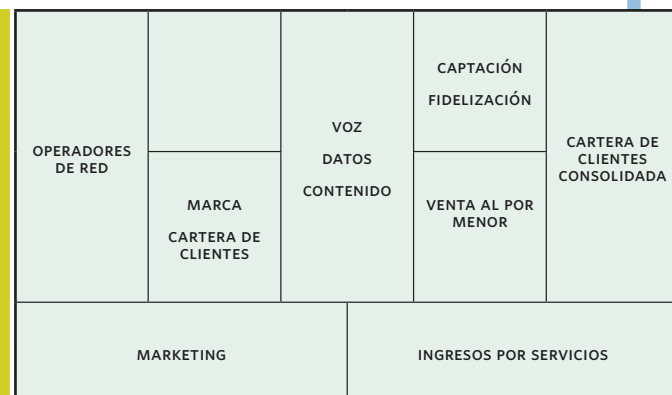 OPERADORES
DE RED
MARCA
CARTERA DE
CLIENTES
VOZ
DATOS
CONTENIDO
CAPTACIÓN
FIDELIZACIÓN
VENTA AL POR
MENOR
CARTERA DE
CLIENTES
CONSOLIDADA
MARKETING
INGRESOS POR SERVICIOS